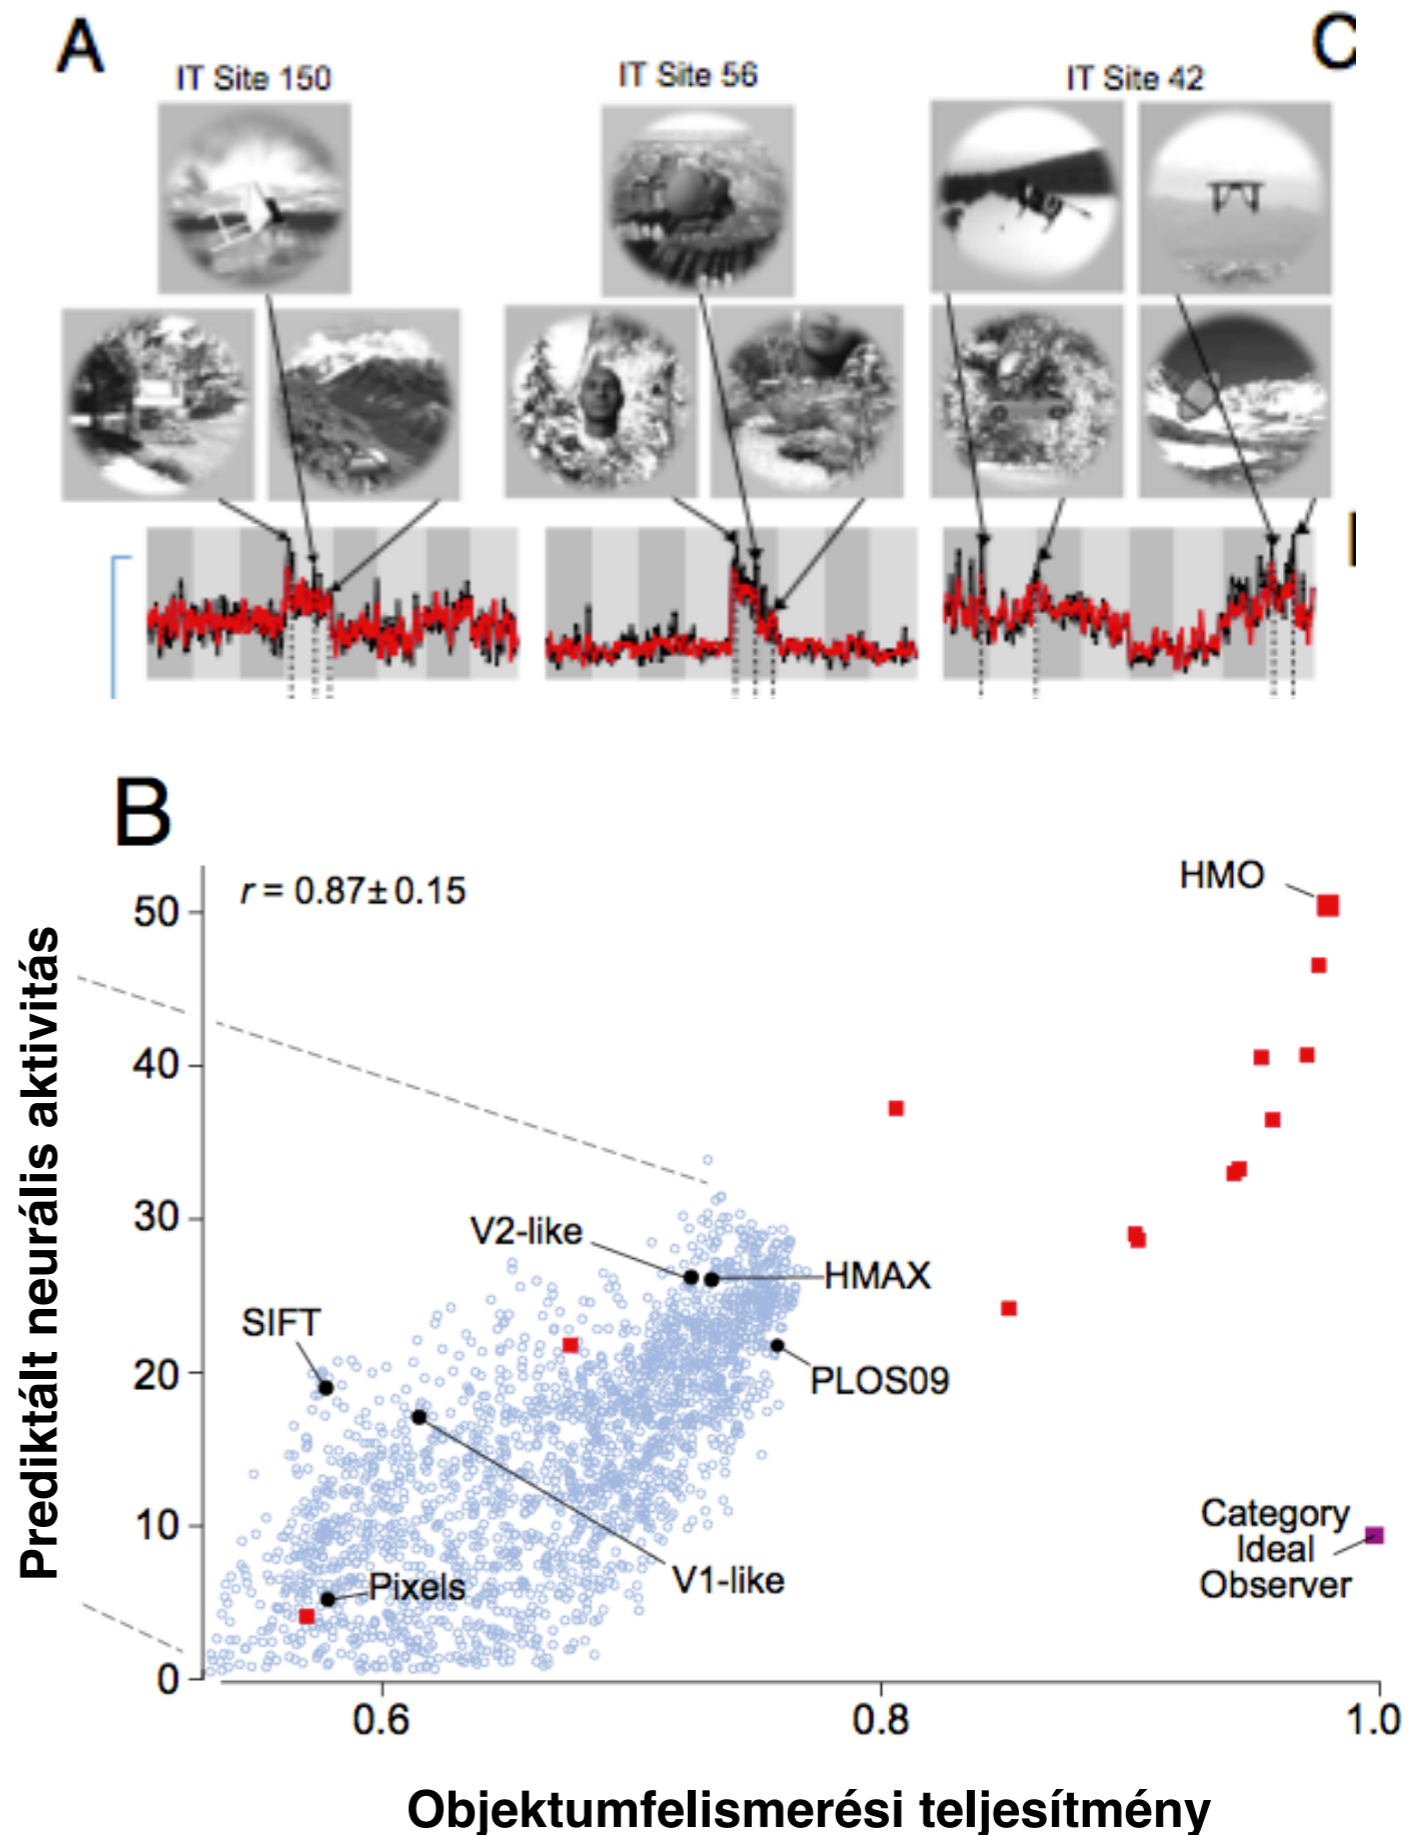 A
C
IT Site 150
IT Site 56
IT Site 42
B
r = 0.87± 0.15
HMO
50
40
30
20
10
0
Prediktált neurális aktivitás
V2-like
HMAX
SIFT
PLOS09
V1-like
Pixels
Category
Ideal
Observer
0.6
0.8
1.0
Objektumfelismerési teljesítmény